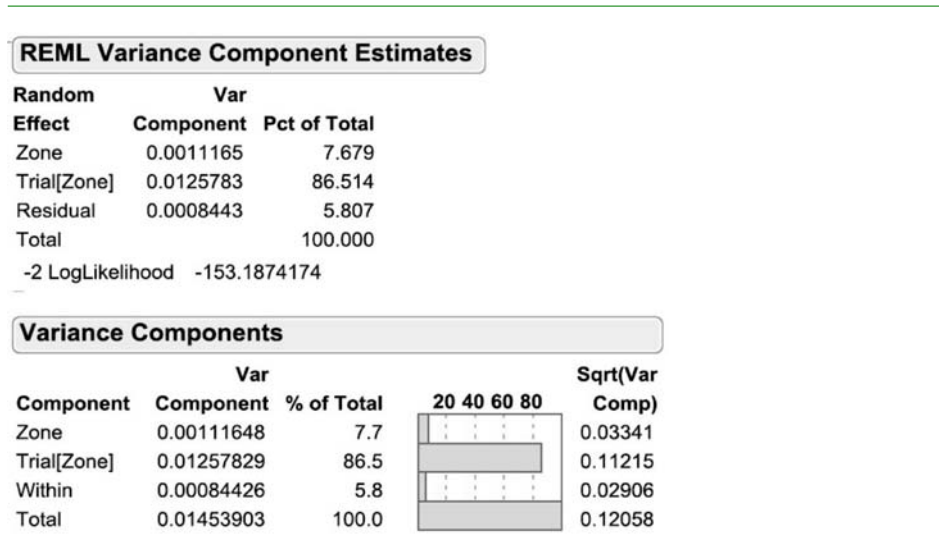 REML Variance Component Estimates
Random Var
Effect Component Pct of Total
Zone 0.0011165 7.679
Trial[Zone] 0.0125783 86.514
Residual 0.0008443 5.807
Total 100.000
-2 LogLikelihood -153.1874174
Variance Components
Var Sqrt(Var
Component Component % of Total 20 40 60 80 Comp)
Zone 0.00111648 7.7 0.03341
Trial[Zone] 0.01257829 86.5 0.11215
Within 0.00084426 5.8 0.02906
Total 0.01453903 100.0 0.12058